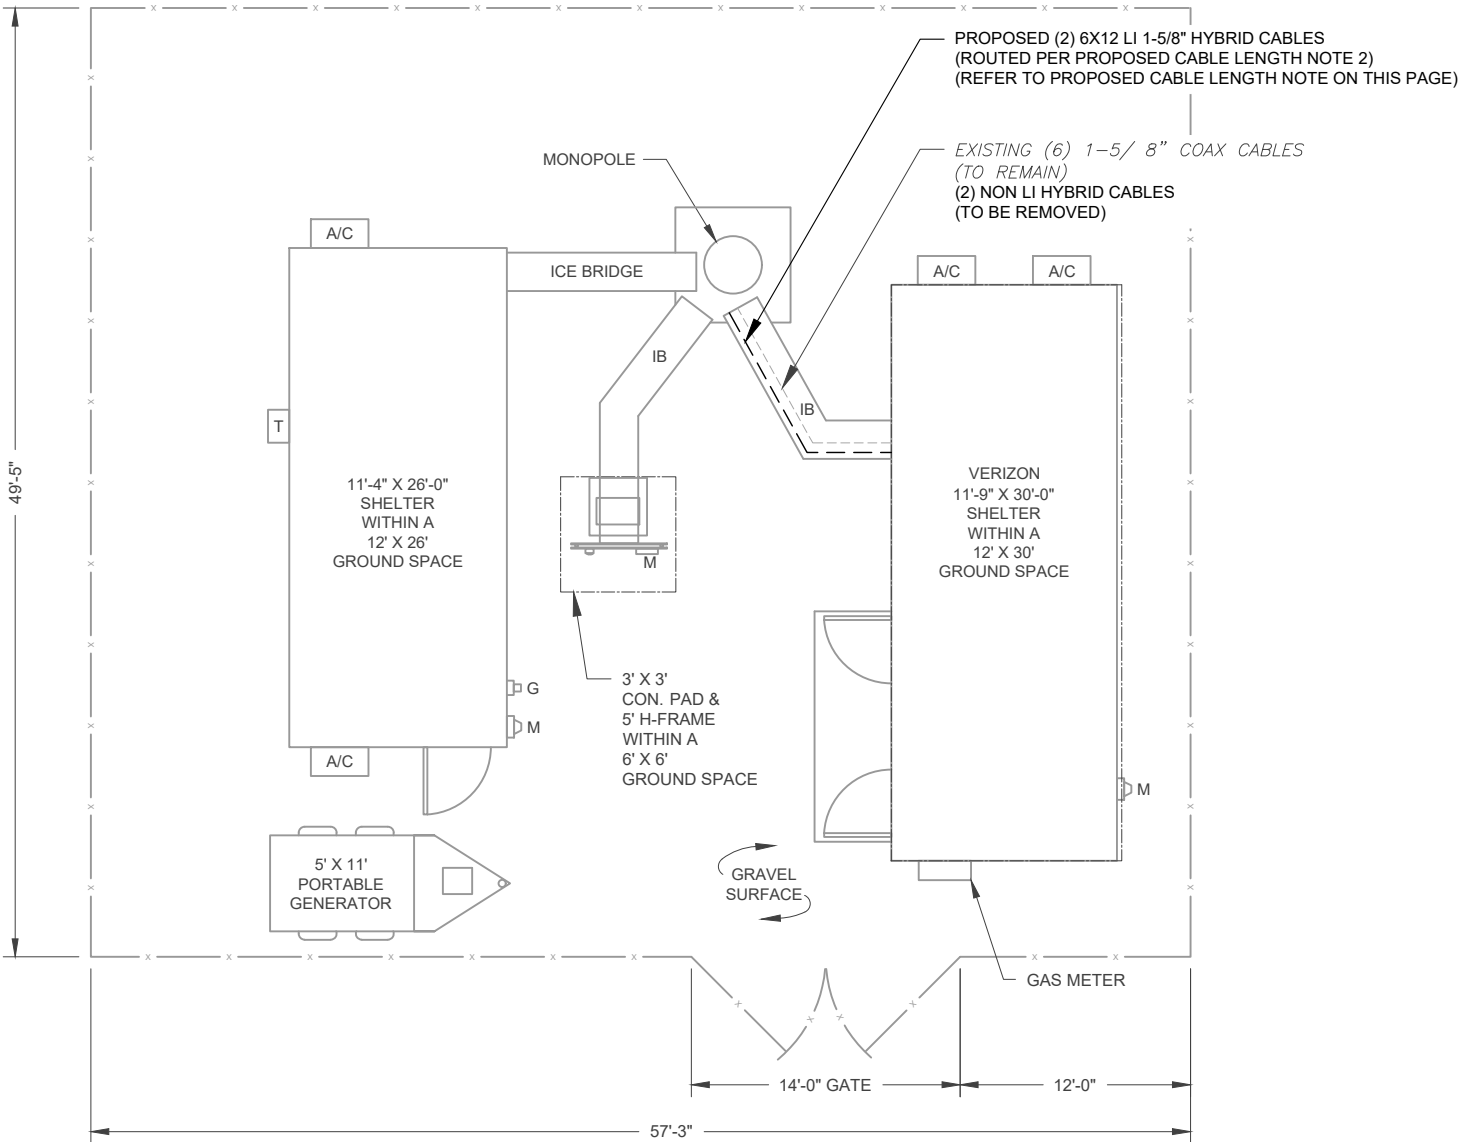 PROPOSED (2) 6X12 LI 1-5/8" HYBRID CABLES
(ROUTED PER PROPOSED CABLE LENGTH NOTE 2)
(REFER TO PROPOSED CABLE LENGTH NOTE ON THIS PAGE)
EXISTING (6) 1-5/ 8" COAX CABLES
(TO REMAIN)
(2) NON LI HYBRID CABLES
(TO BE REMOVED)
MONOPOLE
A/C
ICE BRIDGE
A/C
A/C
IB
IB
T
49'-5"
11'-4" X 26'-0"
SHELTER
WITHIN A
12' X 26'
GROUND SPACE
VERIZON
11'-9" X 30'-0"
SHELTER
WITHIN A
12' X 30'
GROUND SPACE
M
3' X 3'
CON. PAD &
5' H-FRAME
WITHIN A
6' X 6'
GROUND SPACE
G
M
A/C
M
5' X 11'
PORTABLE
GENERATOR
GRAVEL
SURFACE
GAS METER
14'-0" GATE
12'-0"
57'-3"